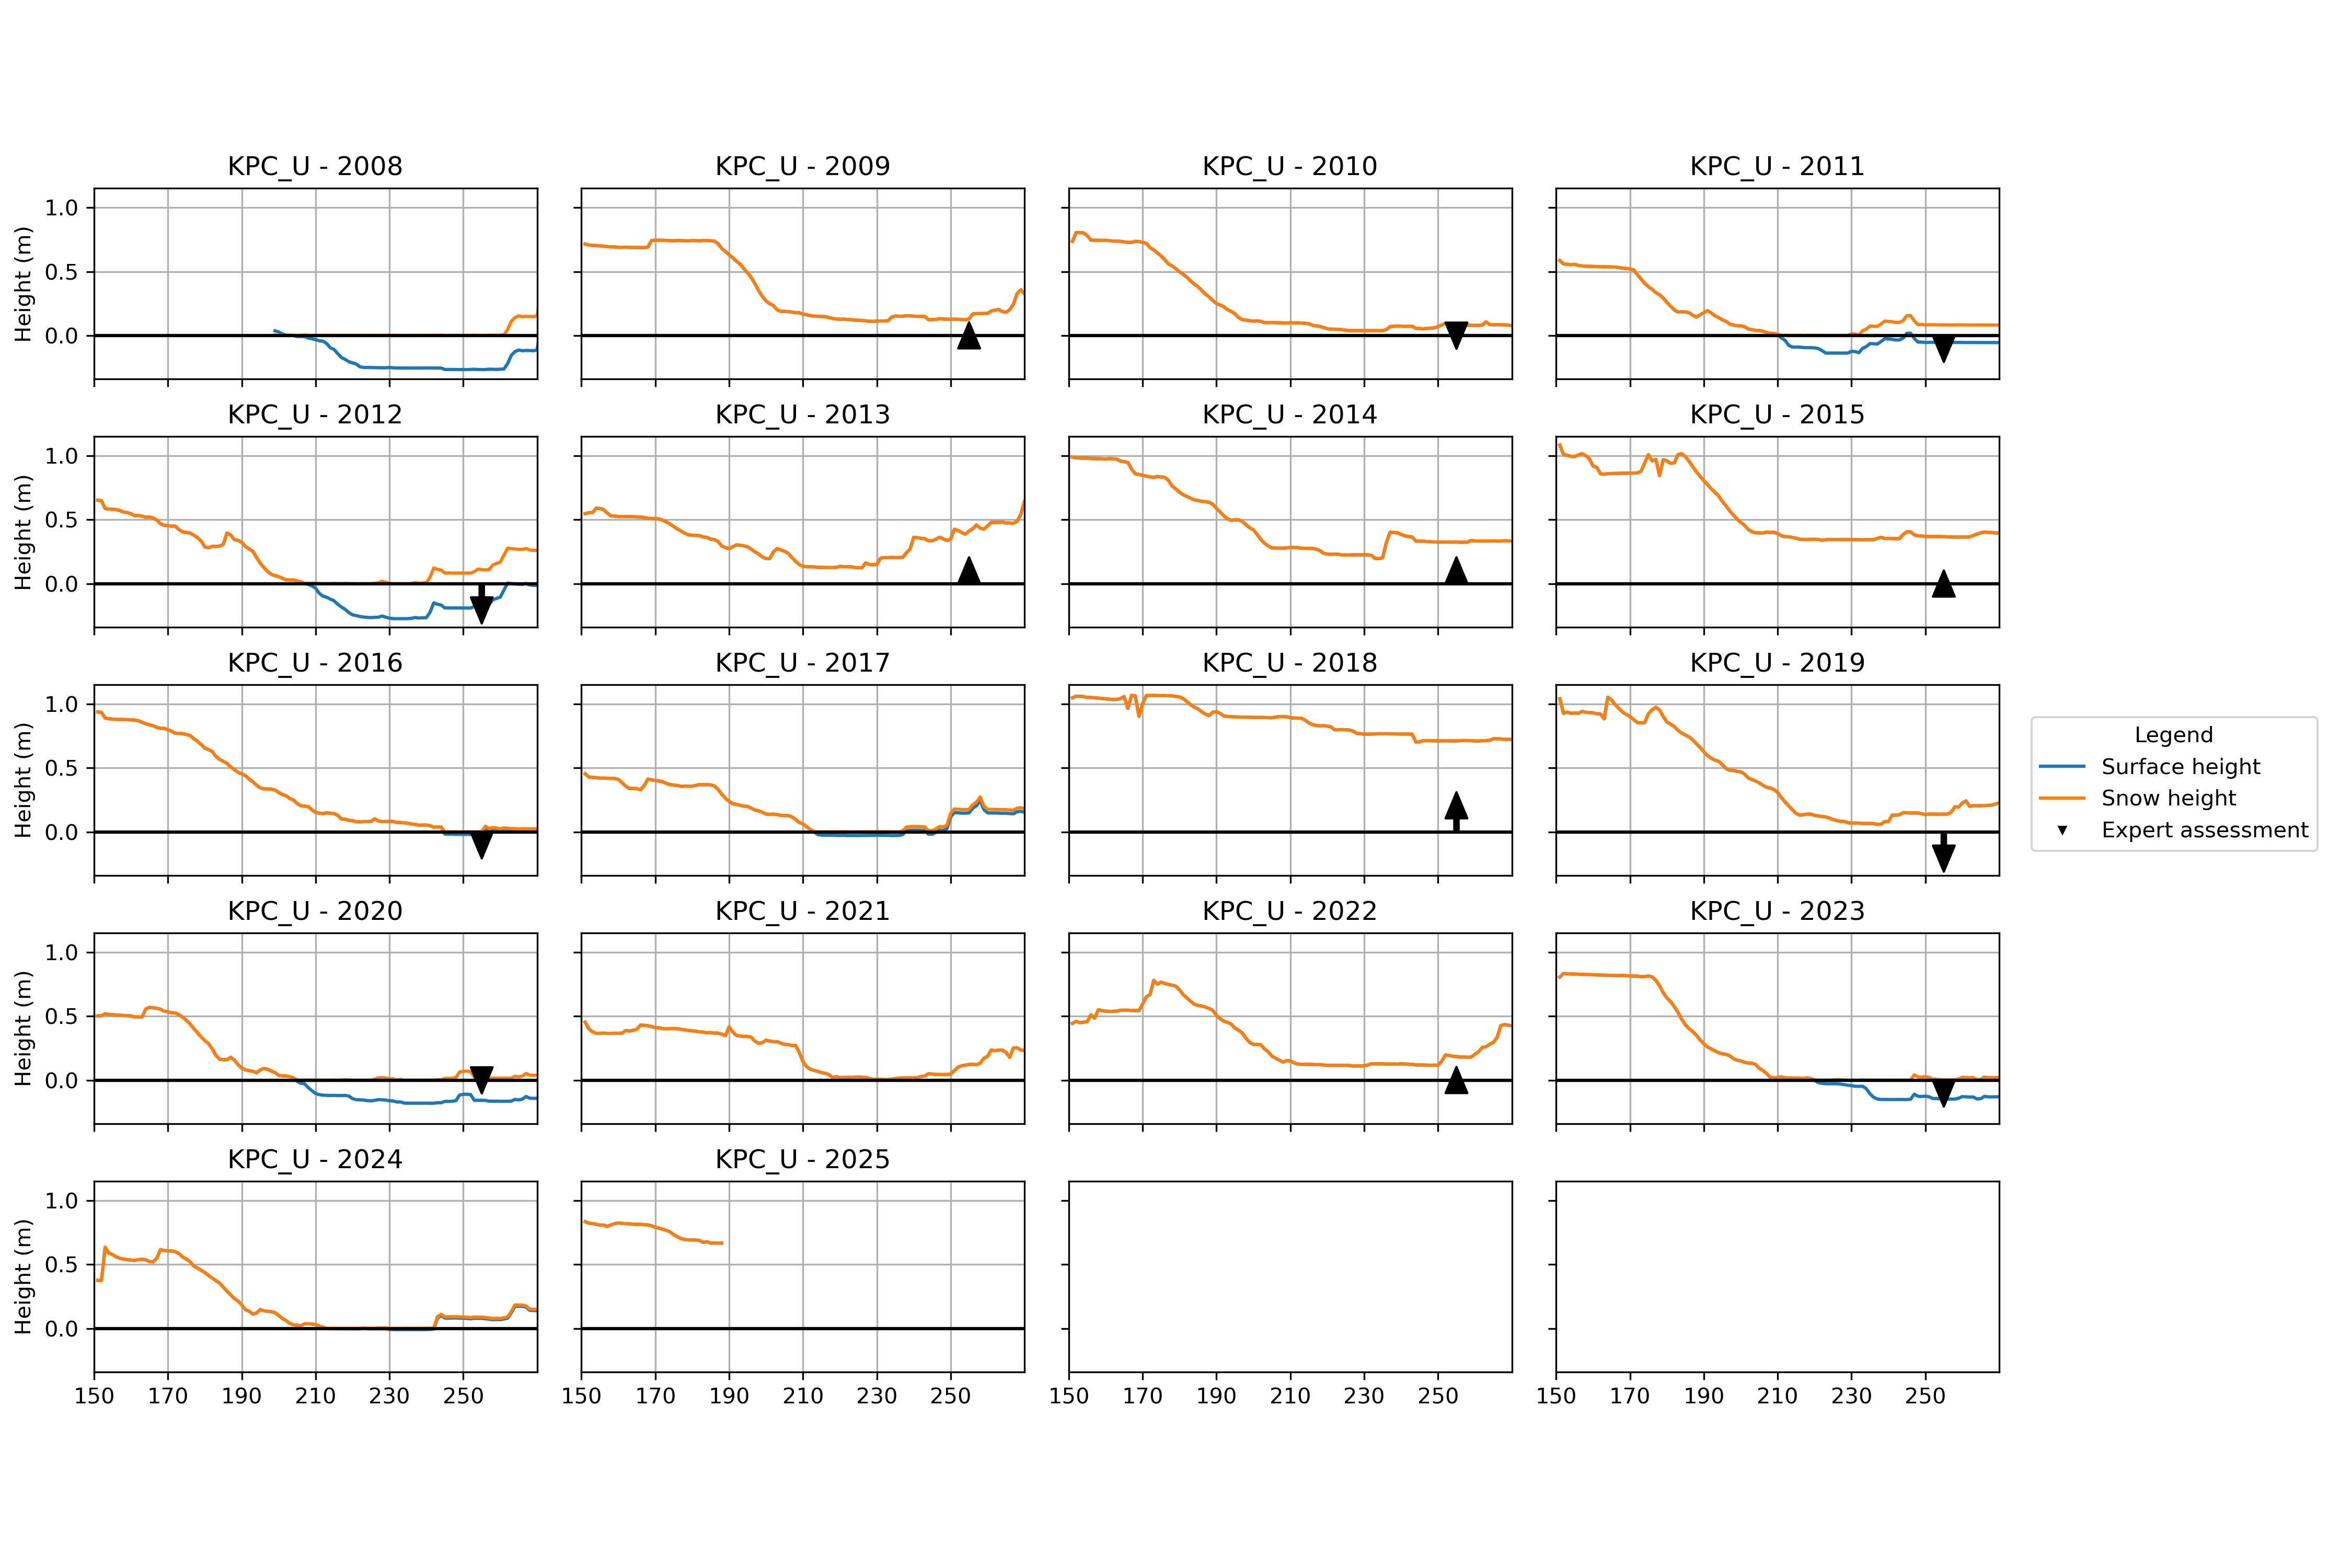 KPC_U - 2008
KPC_U - 2009
KPC_U - 2010
KPC_U - 2011
Height (m)
1.0
0.5
0.0
KPC_U - 2012
KPC_U - 2013
KPC_U - 2014
KPC_U - 2015
Height (m)
1.0
0.5
0.0
KPC_U - 2016
KPC_U - 2017
KPC_U - 2018
KPC_U - 2019
Height (m)
1.0
0.5
0.0
Legend
Surface height
Snow height
Expert assessment
KPC_U - 2020
KPC_U - 2021
KPC_U - 2022
KPC_U - 2023
Height (m)
1.0
0.5
0.0
KPC_U - 2024
KPC_U - 2025
Height (m)
1.0
0.5
0.0
150 170 190 210 230 250
150 170 190 210 230 250
150 170 190 210 230 250
150 170 190 210 230 250